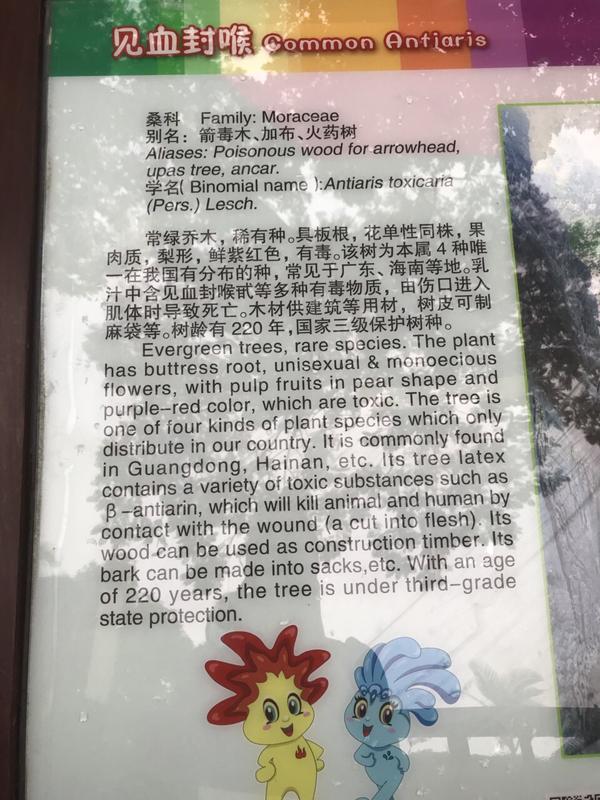 见血封喉 Common Antiaris
桑科 Family: Moraceae
别名：箭毒木、加布、火药树
Aliases: Poisonous wood for arrowhead,
upas tree, ancar.
学名( Binomial name ):Antiaris toxicaria
(Pers.) Lesch.
常绿乔木，稀有种。具板根，花单性同株，果
肉质，梨形，鲜紫红色，有毒。该树为本属 4 种唯
一在我国有分布的种，常见于广东、海南等地。乳
汁中含见血封喉甙等多种有毒物质，由伤口进入
肌体时导致死亡。木材供建筑等用材，树皮可制
麻袋等。树龄有 220 年，国家三级保护树种。
Evergreen trees, rare species. The plant
has buttress root, unisexual & monoecious
flowers, with pulp fruits in pear shape and
purple-red color, which are toxic. The tree is
one of four kinds of plant species which only
distribute in our country. It is commonly found
in Guangdong, Hainan, etc. Its tree latex
contains a variety of toxic substances such as
β-antiarin, which will kill animal and human by
contact with the wound (a cut into flesh). Its
wood can be used as construction timber. Its
bark can be made into sacks,etc. With an age
of 220 years, the tree is under third-grade
state protection.